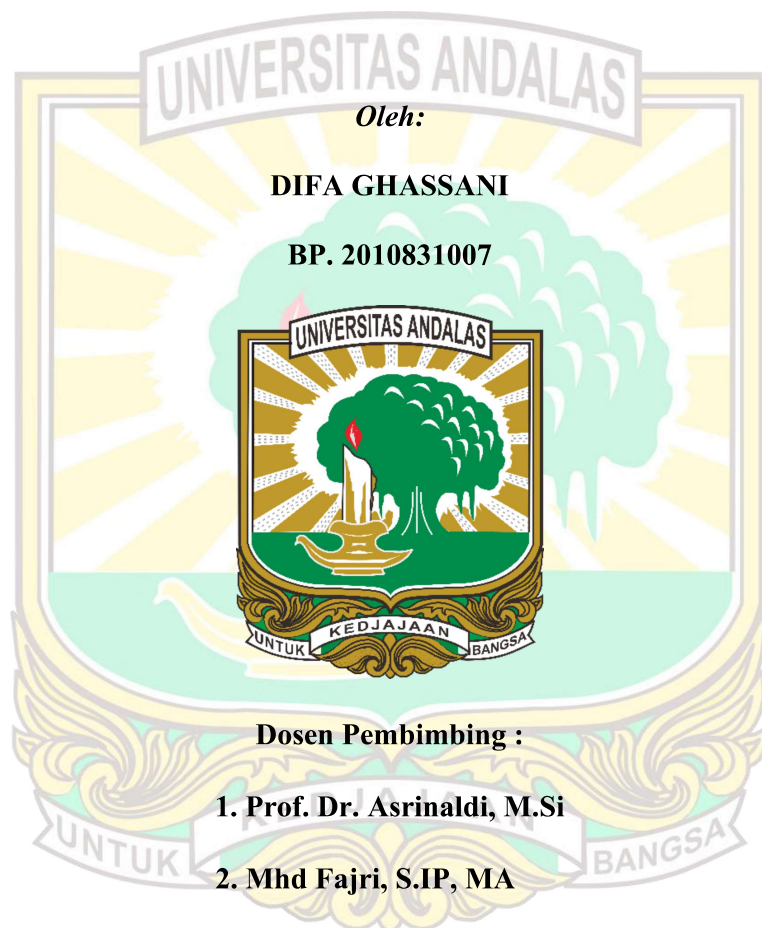 UNIVERSITAS ANDALAS
Oleh:
DIFA GHASSANI
BP. 2010831007
UNIVERSITAS ANDALAS
UNTUK KEDJAJAAN BANGSA
Dosen Pembimbing :
1. Prof. Dr. Asrinaldi, M.Si
KEDJAJAAN
UNTUK BANGSA
2. Mhd Fajri, S.IP, MA